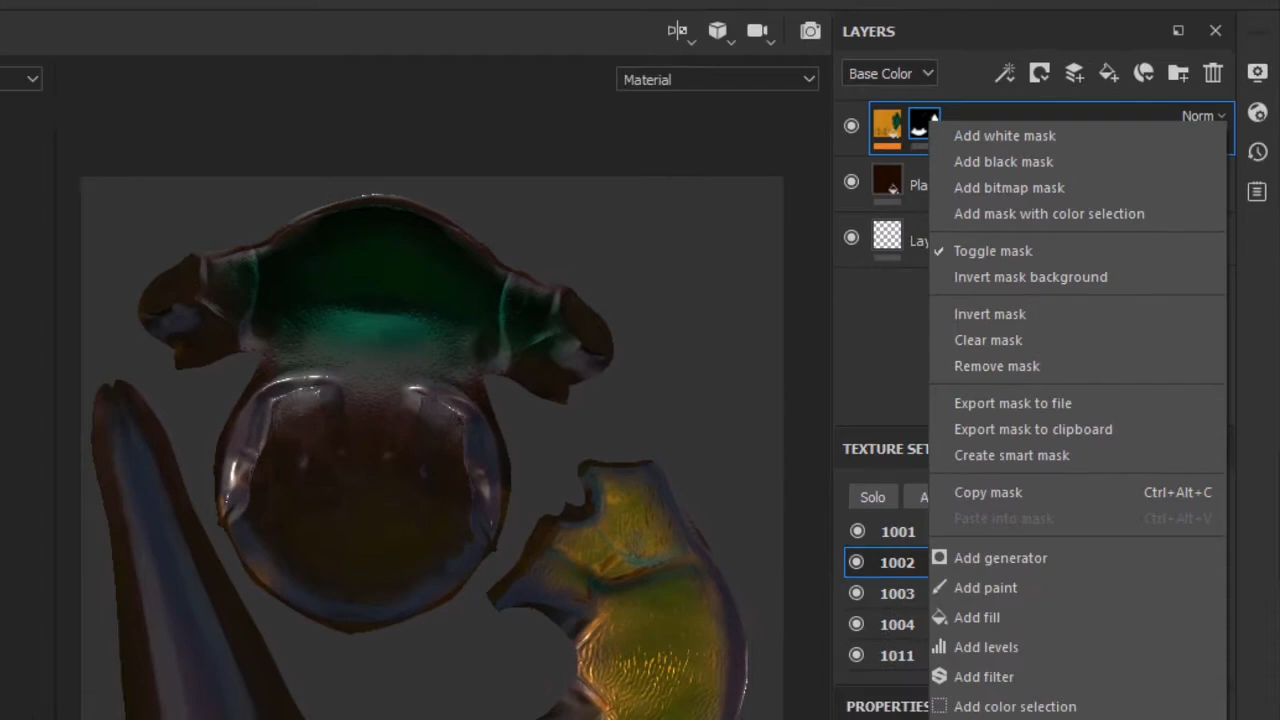 LAYERS
Base Color
Material
Norm
Pla
Lay
Add white mask
Add black mask
Add bitmap mask
Add mask with color selection
Toggle mask
Invert mask background
Invert mask
Clear mask
Remove mask
Export mask to file
Export mask to clipboard
Create smart mask
Copy mask Ctrl+Alt+C
Paste into mask Ctrl+Alt+V
Add generator
Add paint
Add fill
Add levels
Add filter
Add color selection
TEXTURE SET
Solo A
1001
1002
1003
1004
1011
PROPERTIES